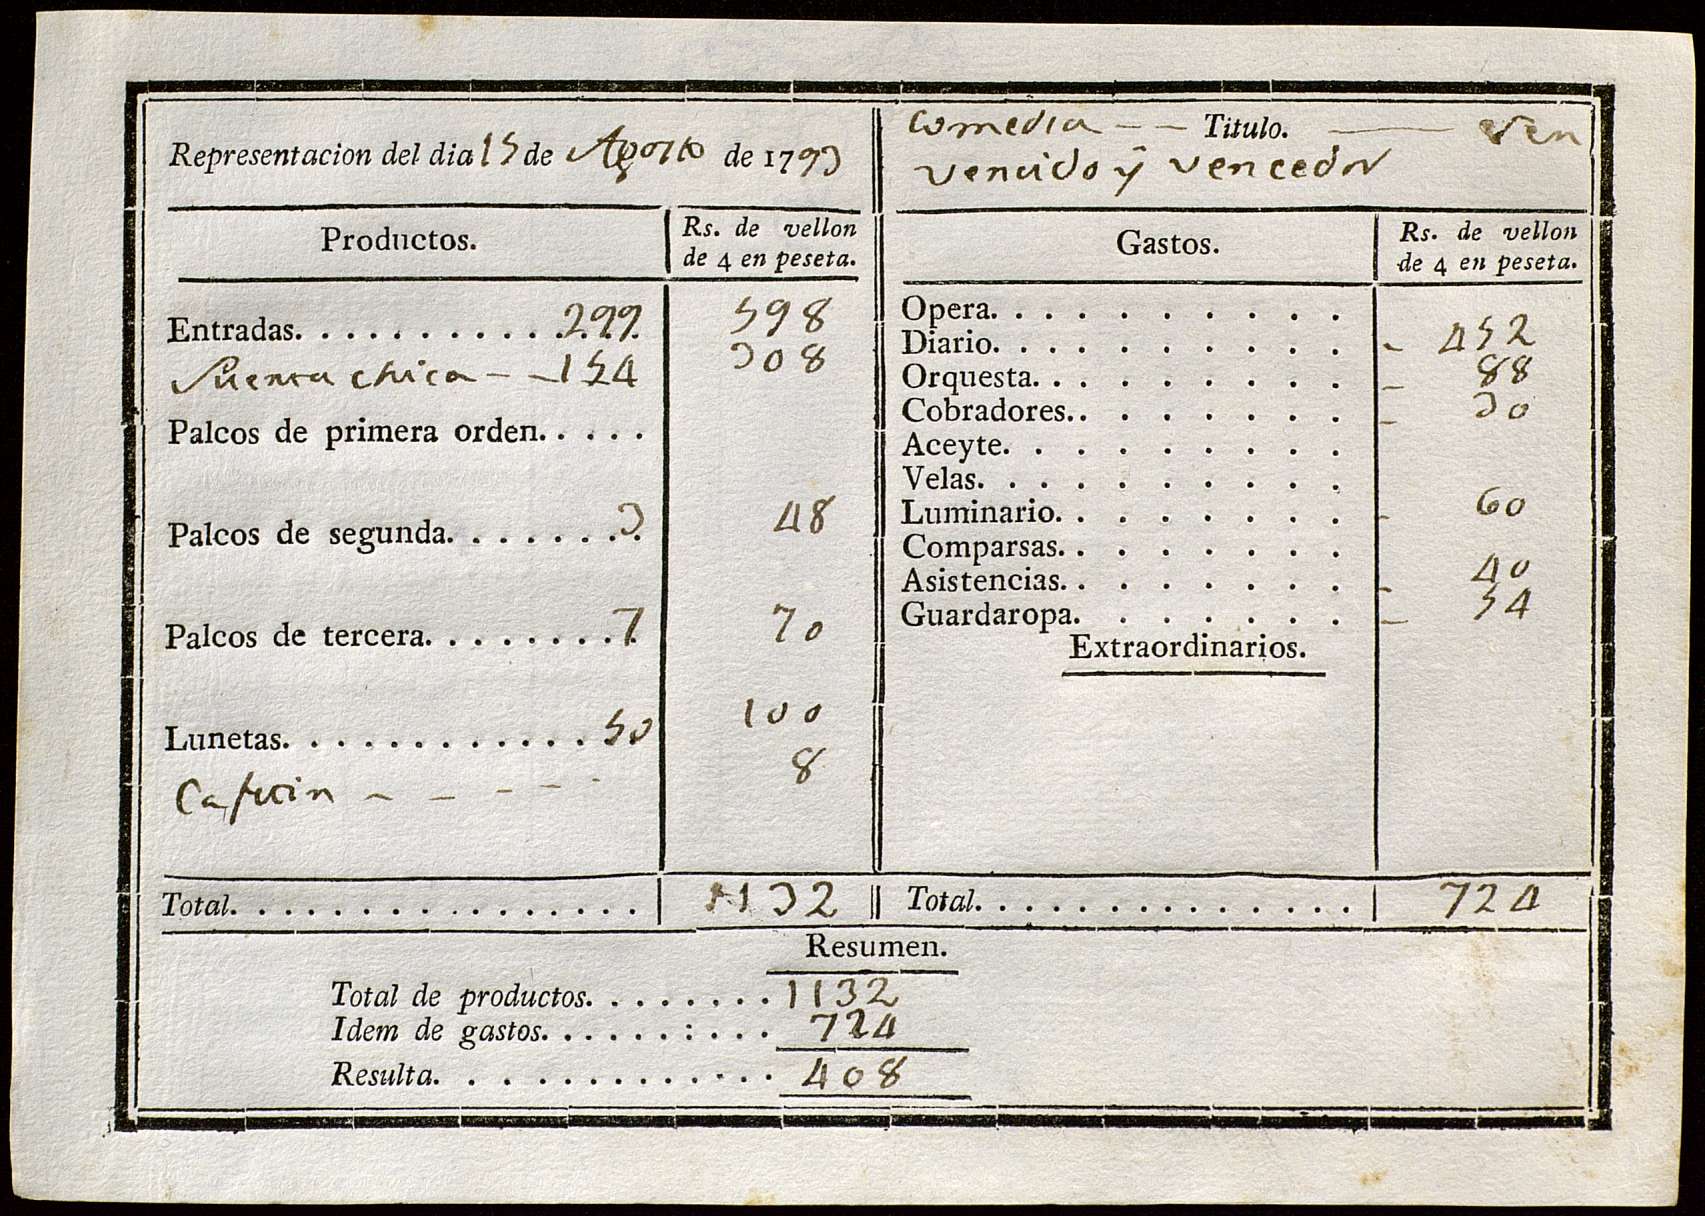 Representacion del dia 15 de Agosto de 1793
Comedia - - Titulo. — Ven
vencido y vencedor
Productos.
Rs. de vellon
de 4 en peseta.
Entradas. . . . . . . . . . . . 299 598
chica - - 154 308
Palcos de primera orden. . . . .
Palcos de segunda. . . . . . . . 3 48
Palcos de tercera. . . . . . . . 7 70
Lunetas. . . . . . . . . . . . 50 100
- - - - - 8
Total. . . . . . . . . . . . . . . . 1132
Gastos.
Rs. de vellon
de 4 en peseta.
Opera. . . . . . . . . .
Diario. . . . . . . . . . - 452
Orquesta. . . . . . . . . - 88
Cobradores. . . . . . . . - 30
Aceyte. . . . . . . . .
Velas. . . . . . . . . .
Luminario. . . . . . . . - 60
Comparsas. . . . . . . .
Asistencias. . . . . . . . - 40
Guardaropa. . . . . . . - 54
Extraordinarios.
Total. . . . . . . . . . . . . . 724
Resumen.
Total de productos. . . . . . . . 1132
Idem de gastos. . . . . . : . . . 724
Resulta. . . . . . . . . . . . . 408